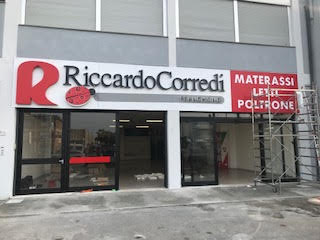 R RiccardoCorredi
MATERASSI
LETTI
POLTRONE